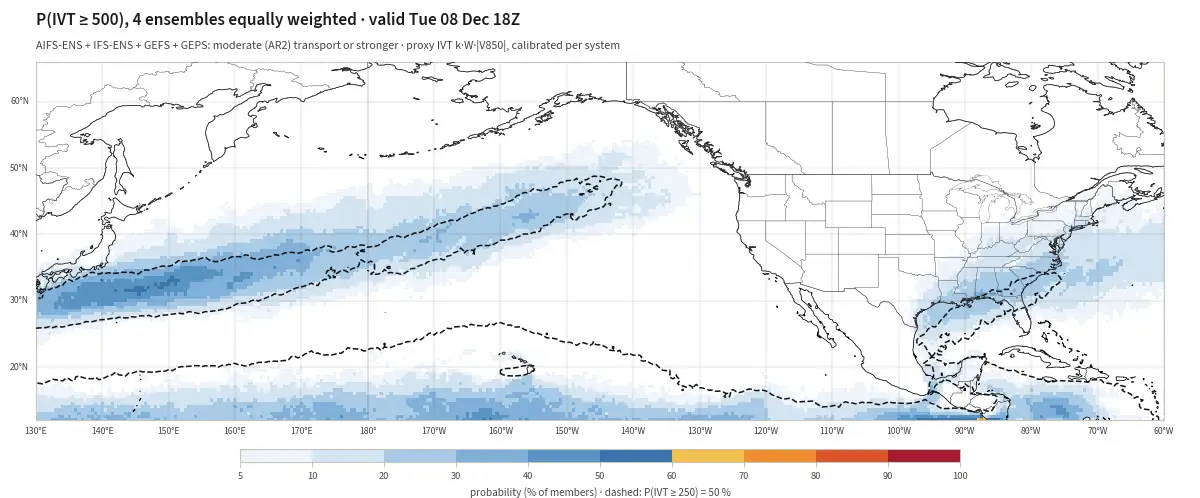 P(IVT ≥ 500), 4 ensembles equally weighted · valid Tue 08 Dec 18Z
AIFS-ENS + IFS-ENS + GEFS + GEPS: moderate (AR2) transport or stronger · proxy IVT k·W·|V850|, calibrated per system
60°N
50°N
40°N
30°N
20°N
130°E 140°E 150°E 160°E 170°E 180° 170°W 160°W 150°W 140°W 130°W 120°W 110°W 100°W 90°W 80°W 70°W 60°W
5 10 20 30 40 50 60 70 80 90 100
probability (% of members) · dashed: P(IVT ≥ 250) = 50 %